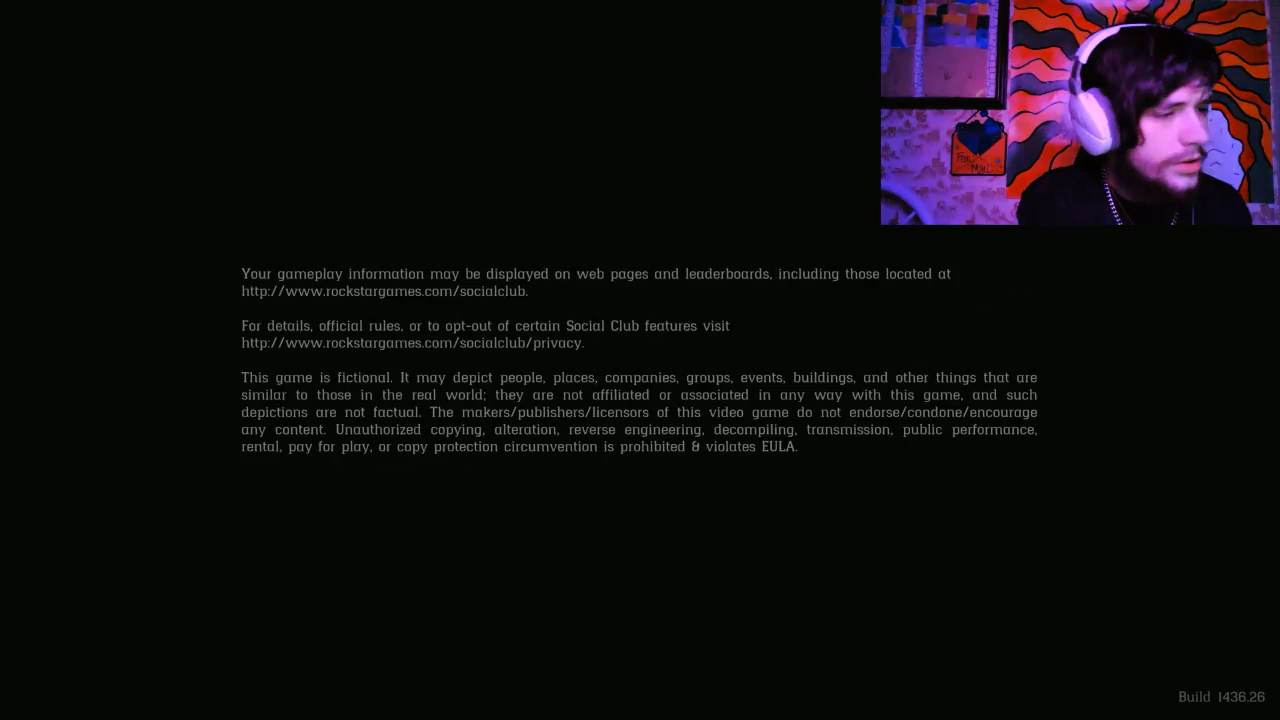 Your gameplay information may be displayed on web pages and leaderboards, including those located at
http://www.rockstargames.com/socialclub.
For details, official rules, or to opt-out of certain Social Club features visit
http://www.rockstargames.com/socialclub/privacy.
This game is fictional. It may depict people, places, companies, groups, events, buildings, and other things that are
similar to those in the real world; they are not affiliated or associated in any way with this game, and such
depictions are not factual. The makers/publishers/licensors of this video game do not endorse/condone/encourage
any content. Unauthorized copying, alteration, reverse engineering, decompiling, transmission, public performance,
rental, pay for play, or copy protection circumvention is prohibited & violates EULA.
Build 1436.26